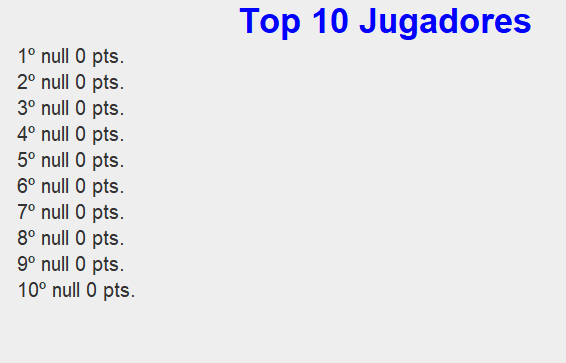 Top 10 Jugadores
1º null 0 pts.
2º null 0 pts.
3º null 0 pts.
4º null 0 pts.
5º null 0 pts.
6º null 0 pts.
7º null 0 pts.
8º null 0 pts.
9º null 0 pts.
10º null 0 pts.